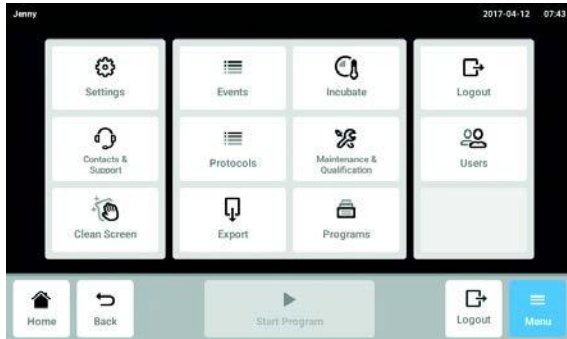 Jenny 2017-04-12 07:43
Settings Events Incubate Logout
Contacts &
Support
Protocols
Maintenance &
Qualification
Users
Clean Screen Export Programs
Home Back Start Program Logout Menu